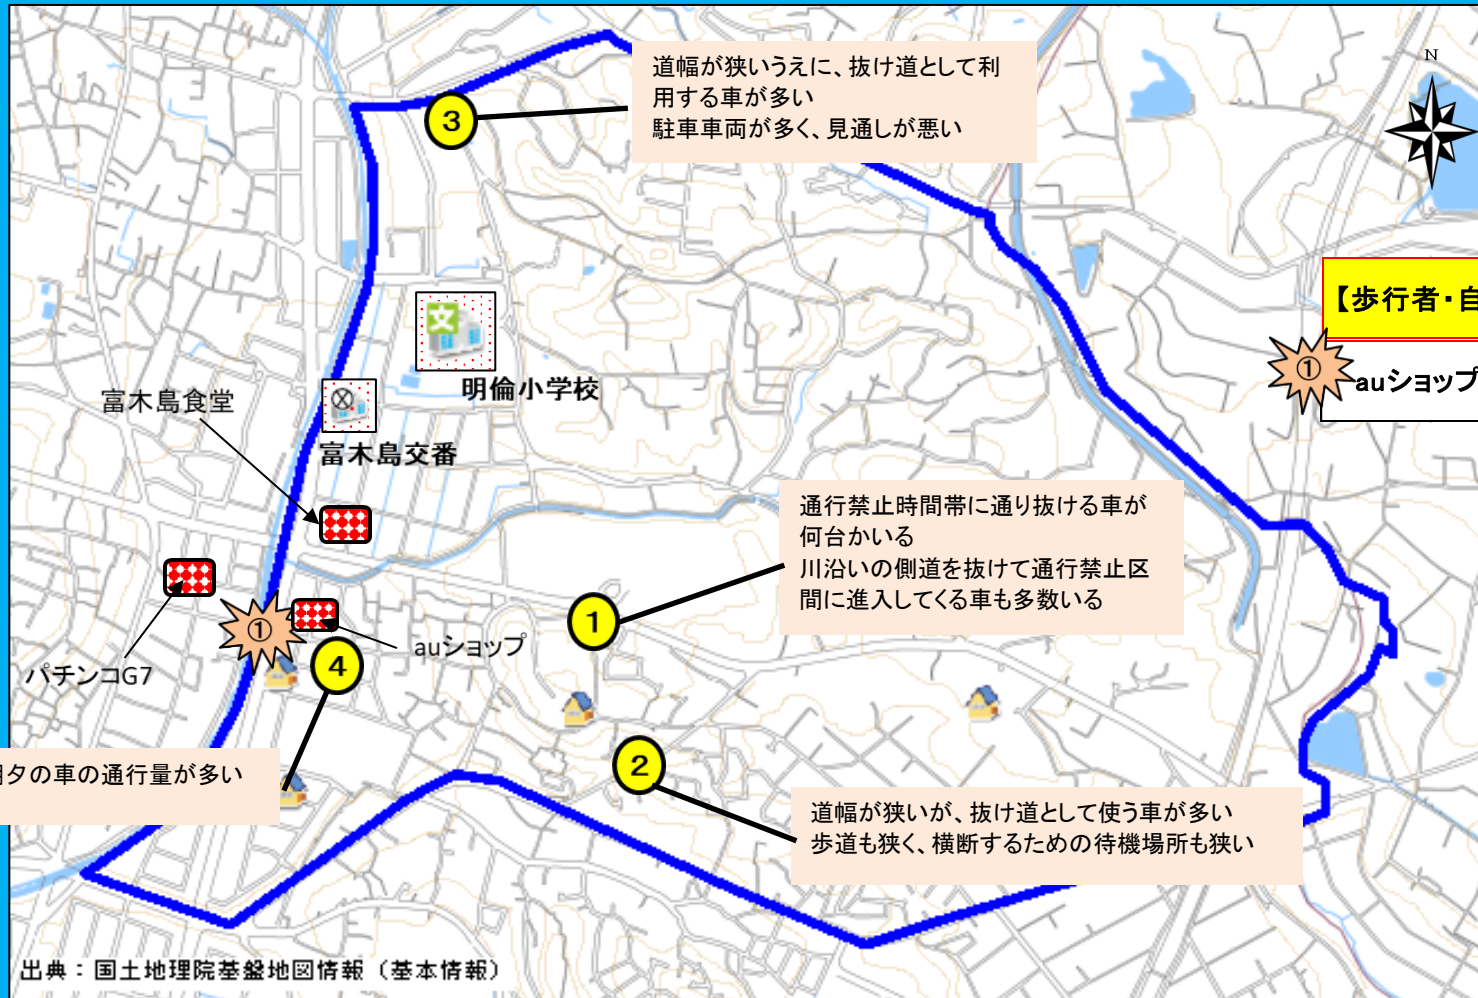 N
道幅が狭いうえに、抜け道として利
用する車が多い
駐車車両が多く、見通しが悪い
3
【歩行者・自
①
auショップ
文
明倫小学校
富木島食堂
富木島交番
通行禁止時間帯に通り抜ける車が
何台かいる
川沿いの側道を抜けて通行禁止区
間に進入してくる車も多数いる
1
①
auショップ
4
パチンコG7
夕の車の通行量が多い
2
道幅が狭いが、抜け道として使う車が多い
歩道も狭く、横断するための待機場所も狭い
出典：国土地理院基盤地図情報（基本情報）